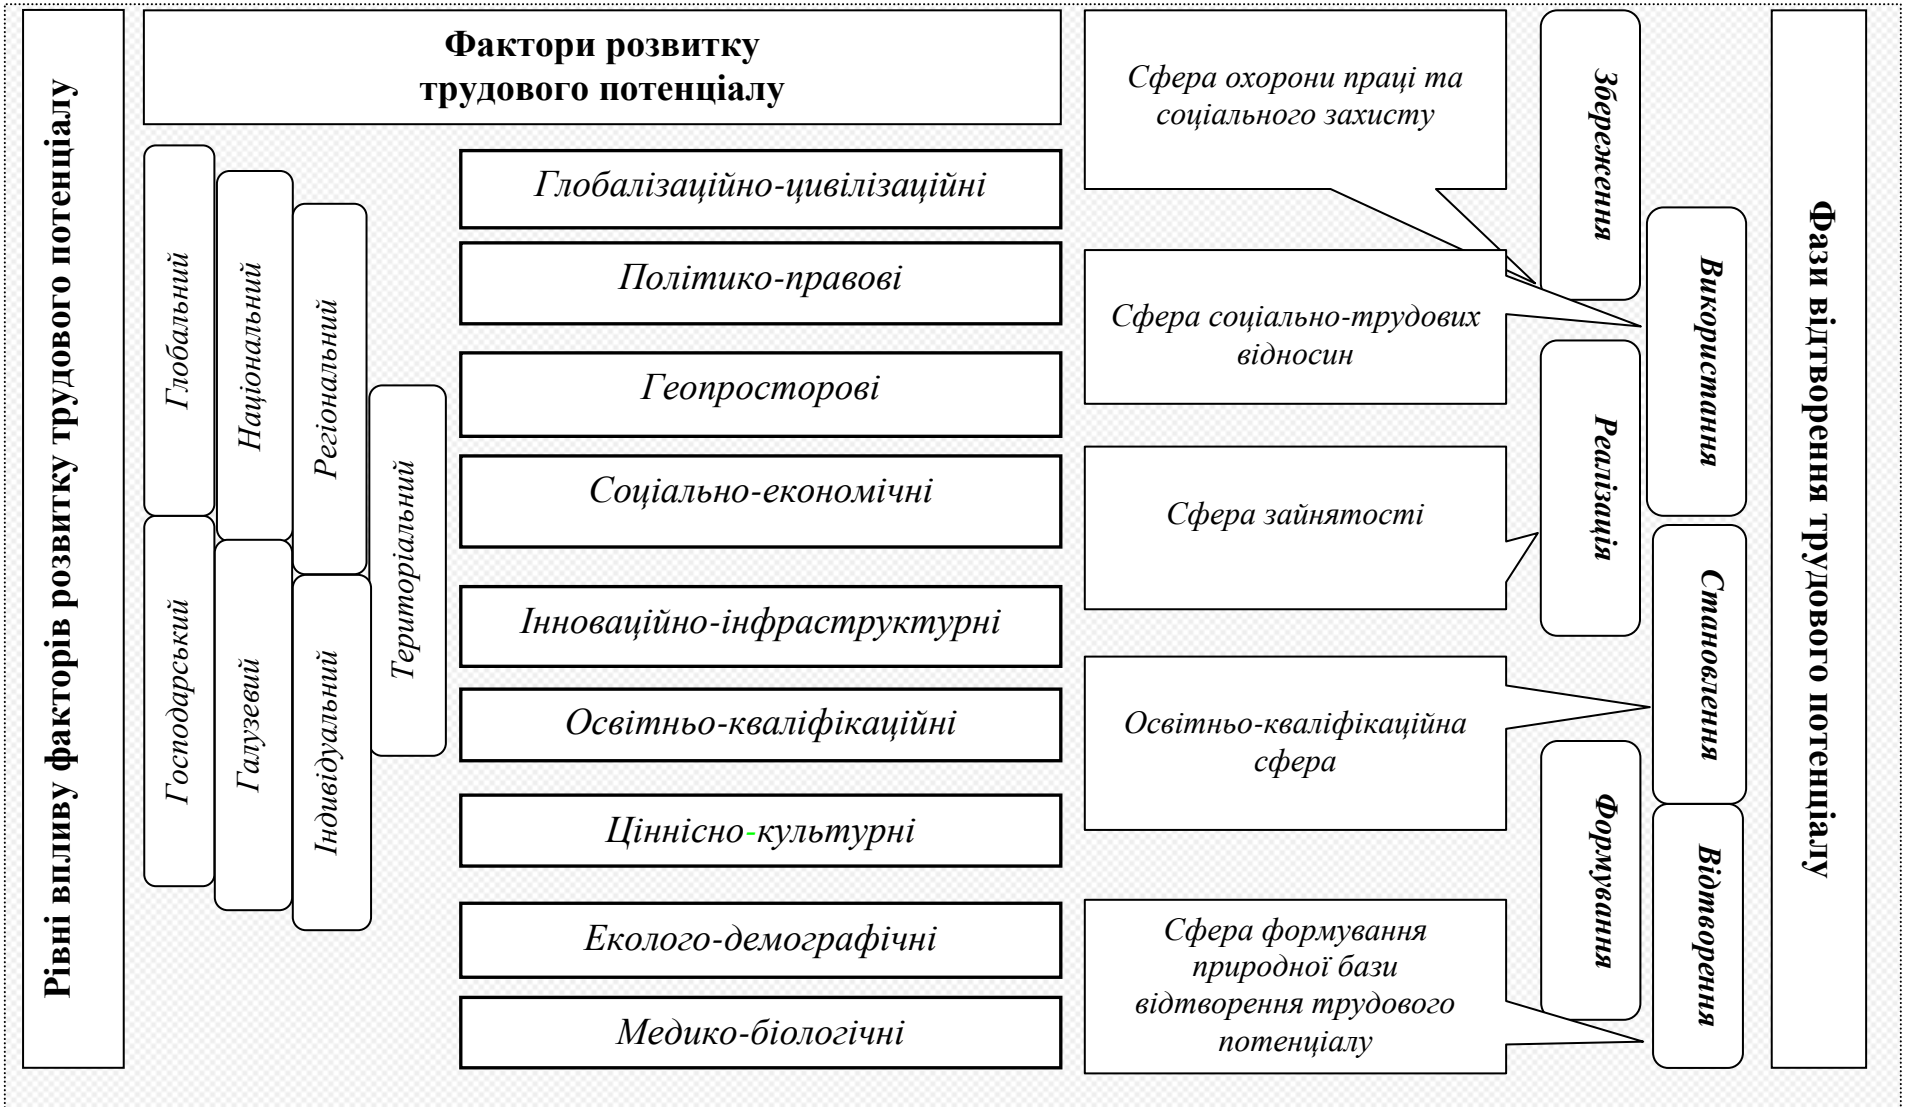 Рівні впливу факторів розвитку трудового потенціалу
Фактори розвитку
трудового потенціалу
Глобальний
Національний
Регіональний
Територіальний
Господарський
Галузевий
Індивідуальний
Глобалізаційно-цивілізаційні
Політико-правові
Геопросторові
Соціально-економічні
Інноваційно-інфраструктурні
Освітньо-кваліфікаційні
Ціннісно-культурні
Еколого-демографічні
Медико-біологічні
Сфера охорони праці та
соціального захисту
Сфера соціально-трудових
відносин
Сфера зайнятості
Освітньо-кваліфікаційна
сфера
Сфера формування
природної бази
відтворення трудового
потенціалу
Збереження
Використання
Реалізація
Становлення
Формування
Відтворення
Фази відтворення трудового потенціалу